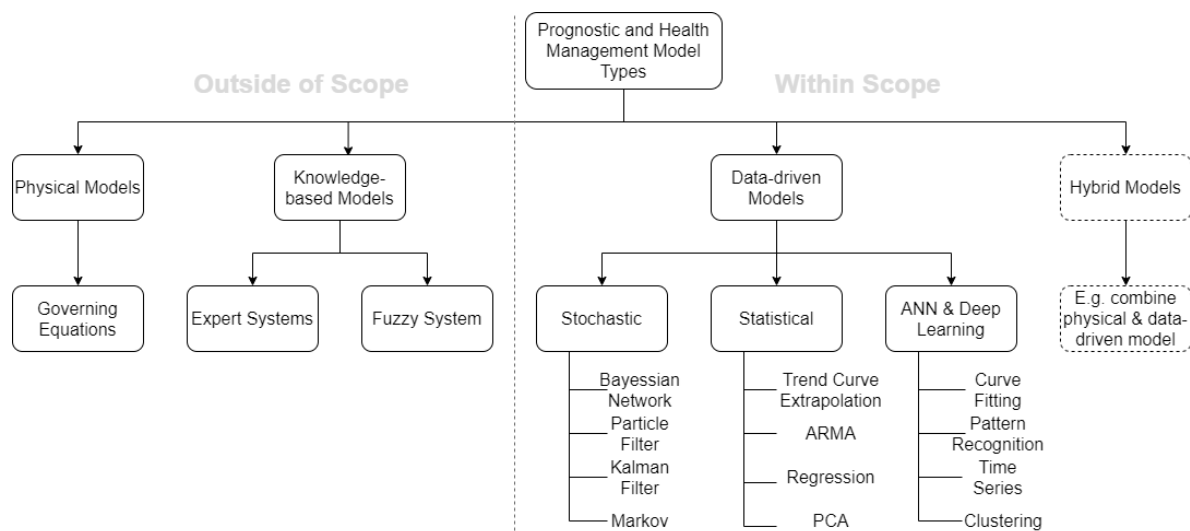 Prognostic and Health
Management Model
Types
Outside of Scope
Within Scope
Physical Models
Knowledge-
based Models
Data-driven
Models
Hybrid Models
Governing
Equations
Expert Systems
Fuzzy System
Stochastic
Statistical
ANN & Deep
Learning
E.g. combine
physical & data-
driven model
Bayessian
Network
Particle
Filter
Kalman
Filter
Markov
Trend Curve
Extrapolation
ARMA
Regression
PCA
Curve
Fitting
Pattern
Recognition
Time
Series
Clustering